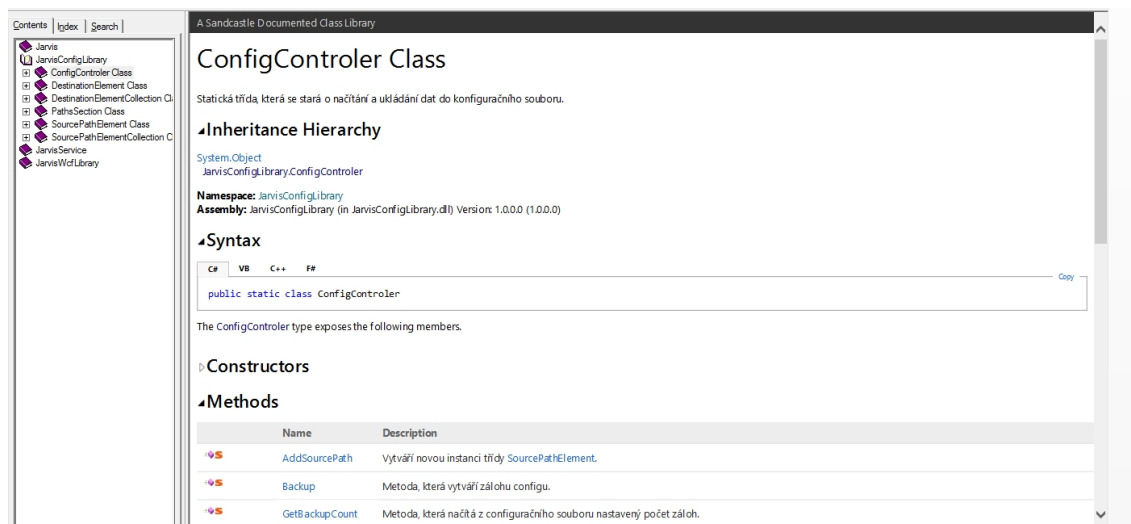 Contents Index Search
Jarvis
JarvisConfigLibrary
ConfigControler Class
DestinationElement Class
DestinationElementCollection Cl
PathsSection Class
SourcePathElement Class
SourcePathElementCollection C
JarvisService
JarvisWcfLibrary
A Sandcastle Documented Class Library
ConfigControler Class
Statická třída, která se stará o načítání a ukládání dat do konfiguračního souboru.
Inheritance Hierarchy
System.Object
JarvisConfigLibrary.ConfigControler
Namespace: JarvisConfigLibrary
Assembly: JarvisConfigLibrary (in JarvisConfigLibrary.dll) Version: 1.0.0.0 (1.0.0.0)
Syntax
C# VB C++ F#
Copy
public static class ConfigControler
The ConfigControler type exposes the following members.
Constructors
Methods
Name Description
S AddSourcePath Vytváří novou instanci třídy SourcePathElement.
S Backup Metoda, která vytváří zálohu configu.
S GetBackupCount Metoda, která načítá z configuračního souboru nastavený počet záloh.